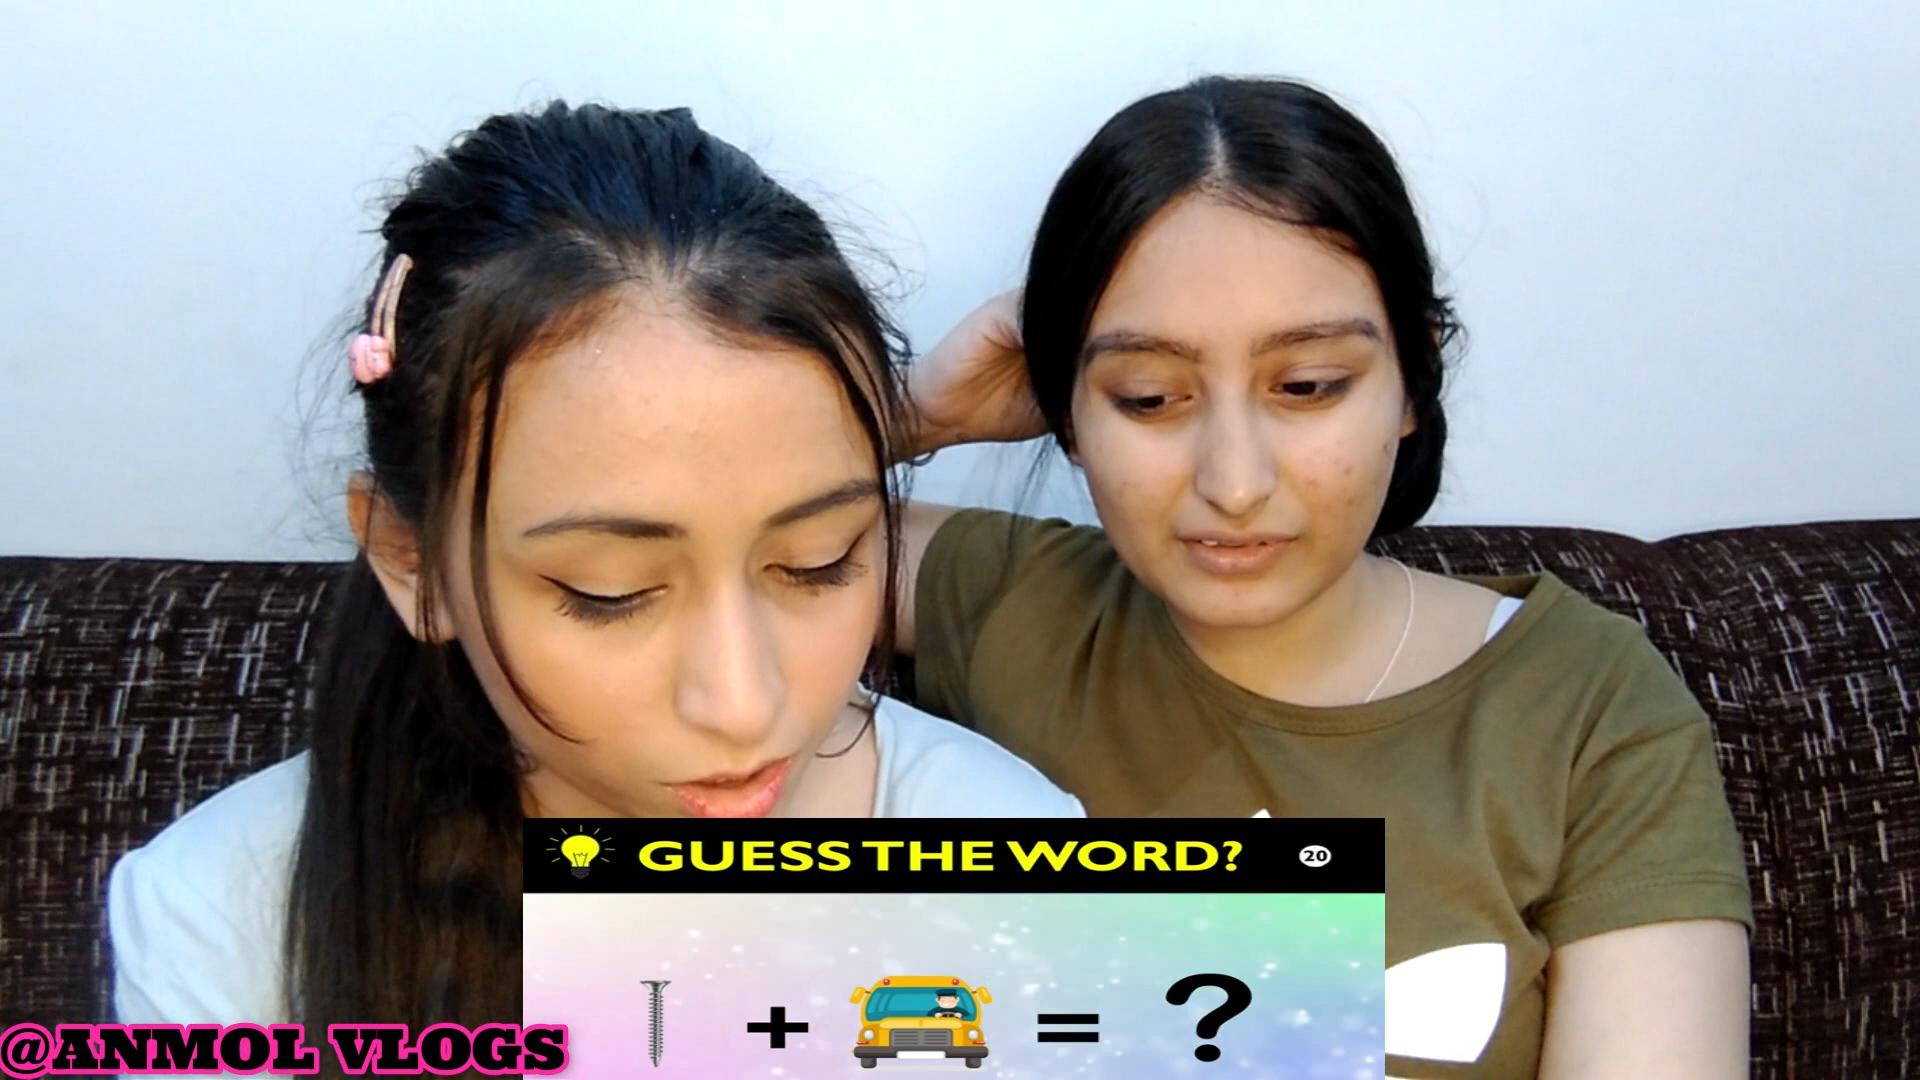 GUESS THE WORD?
20
+ = ?
@ANMOL VLOGS